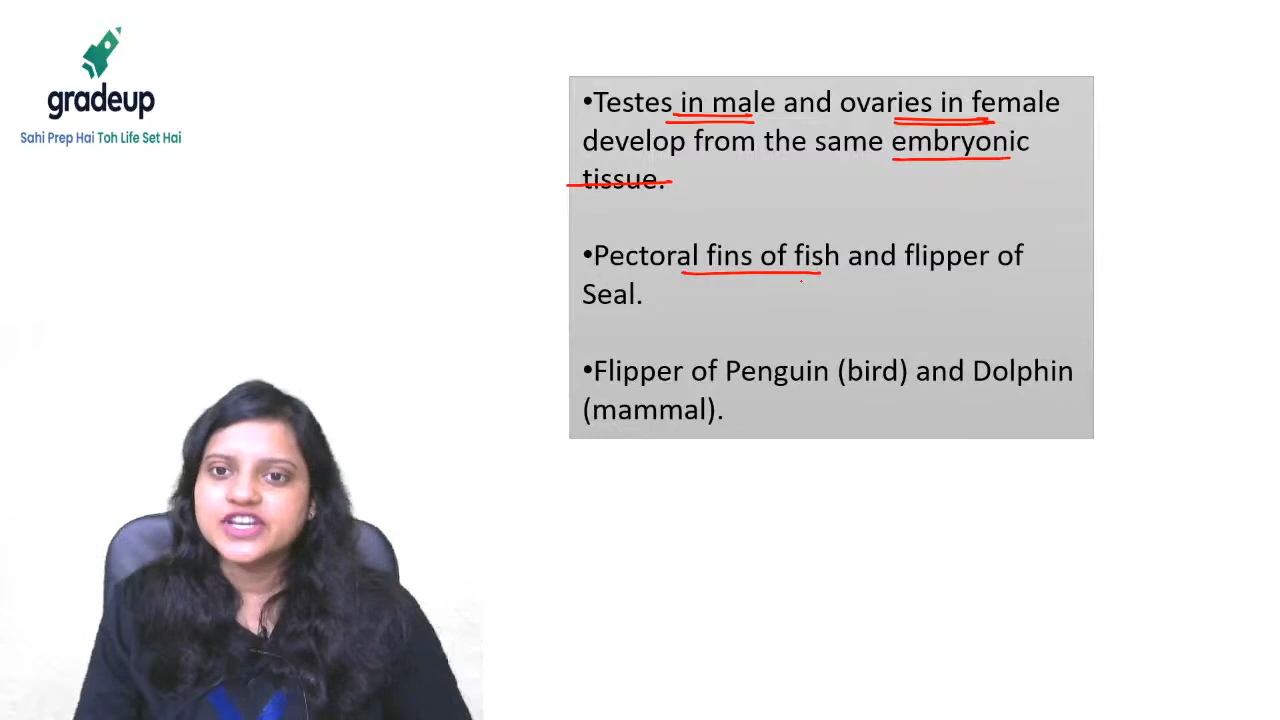 gradeup
Sahi Prep Hai Toh Life Set Hai
•Testes in male and ovaries in female
develop from the same embryonic
tissue.
•Pectoral fins of fish and flipper of
Seal.
•Flipper of Penguin (bird) and Dolphin
(mammal).